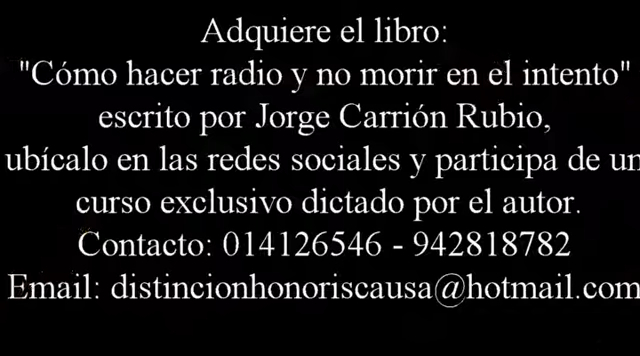 Adquiere el libro:
"Cómo hacer radio y no morir en el intento"
escrito por Jorge Carrión Rubio,
ubícalo en las redes sociales y participa de un
curso exclusivo dictado por el autor.
Contacto: 014126546 - 942818782
Email: distincionhonoriscausa@hotmail.com